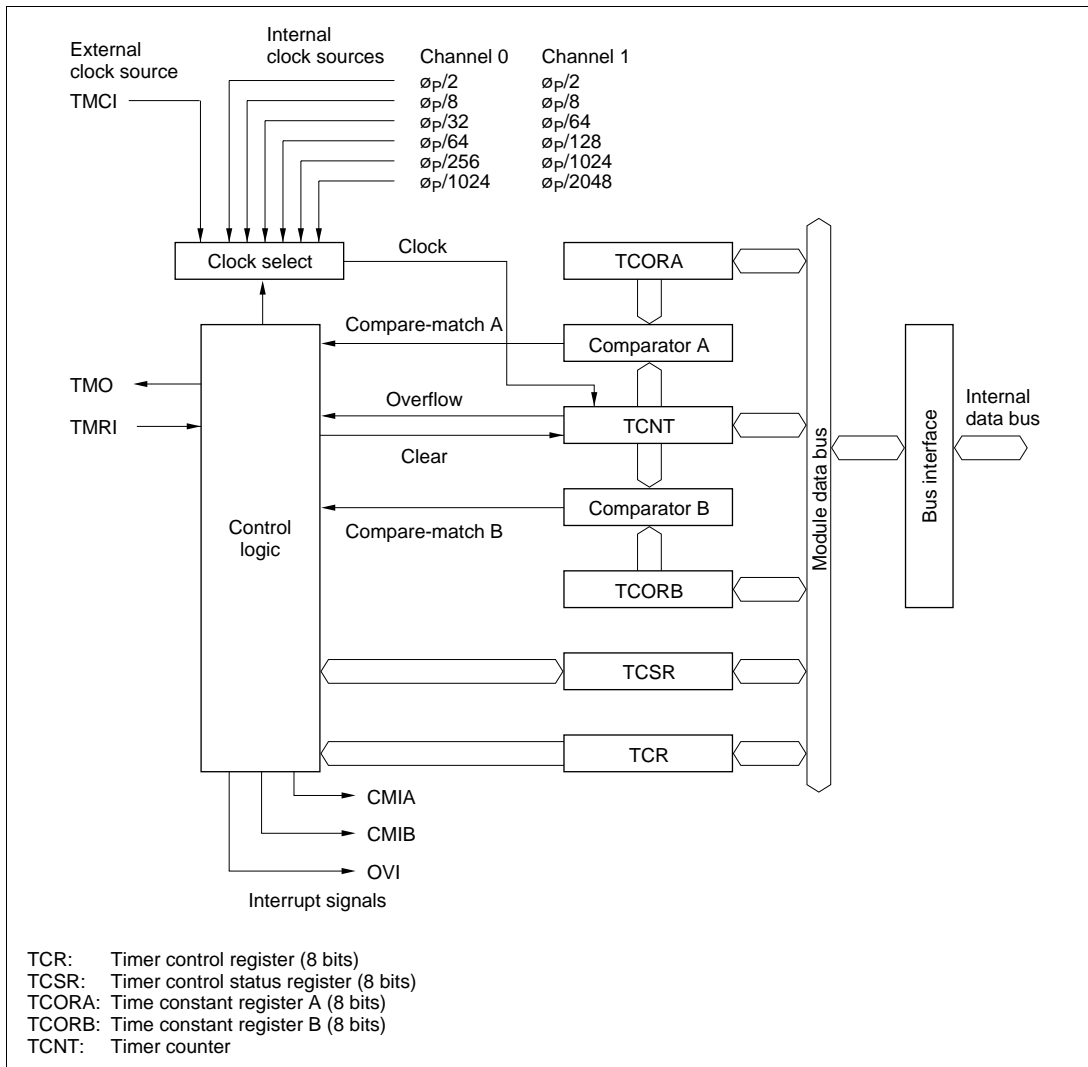 External
clock source
TMCI
Internal
clock sources
Channel 0
Channel 1
øP/2
øP/2
øP/8
øP/8
øP/32
øP/64
øP/64
øP/128
øP/256
øP/1024
øP/1024
øP/2048
Clock select
Clock
TCORA
Compare-match A
Comparator A
TMO
TMRI
Overflow
TCNT
Clear
Internal
data bus
Control
logic
Compare-match B
Comparator B
TCORB
Module data bus
Bus interface
TCSR
TCR
CMIA
CMIB
OVI
Interrupt signals
TCR: Timer control register (8 bits)
TCSR: Timer control status register (8 bits)
TCORA: Time constant register A (8 bits)
TCORB: Time constant register B (8 bits)
TCNT: Timer counter